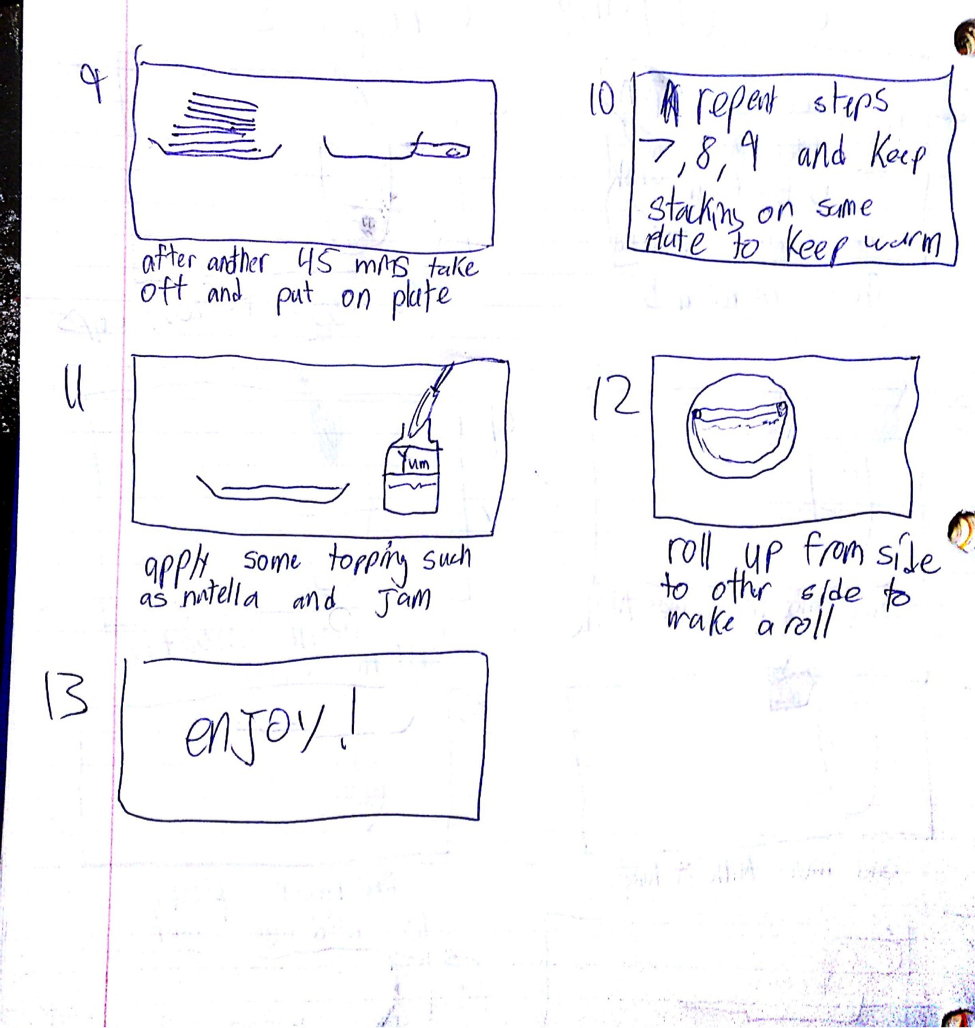 9
after anther 45 mns take
off and put on plate
10
repeat steps
7, 8, 9 and keep
stacking on same
plate to keep warm
11
Yum
apply some topping such
as nutella and Jam
12
roll up from side
to othr side to
make a roll
13
enJoy!